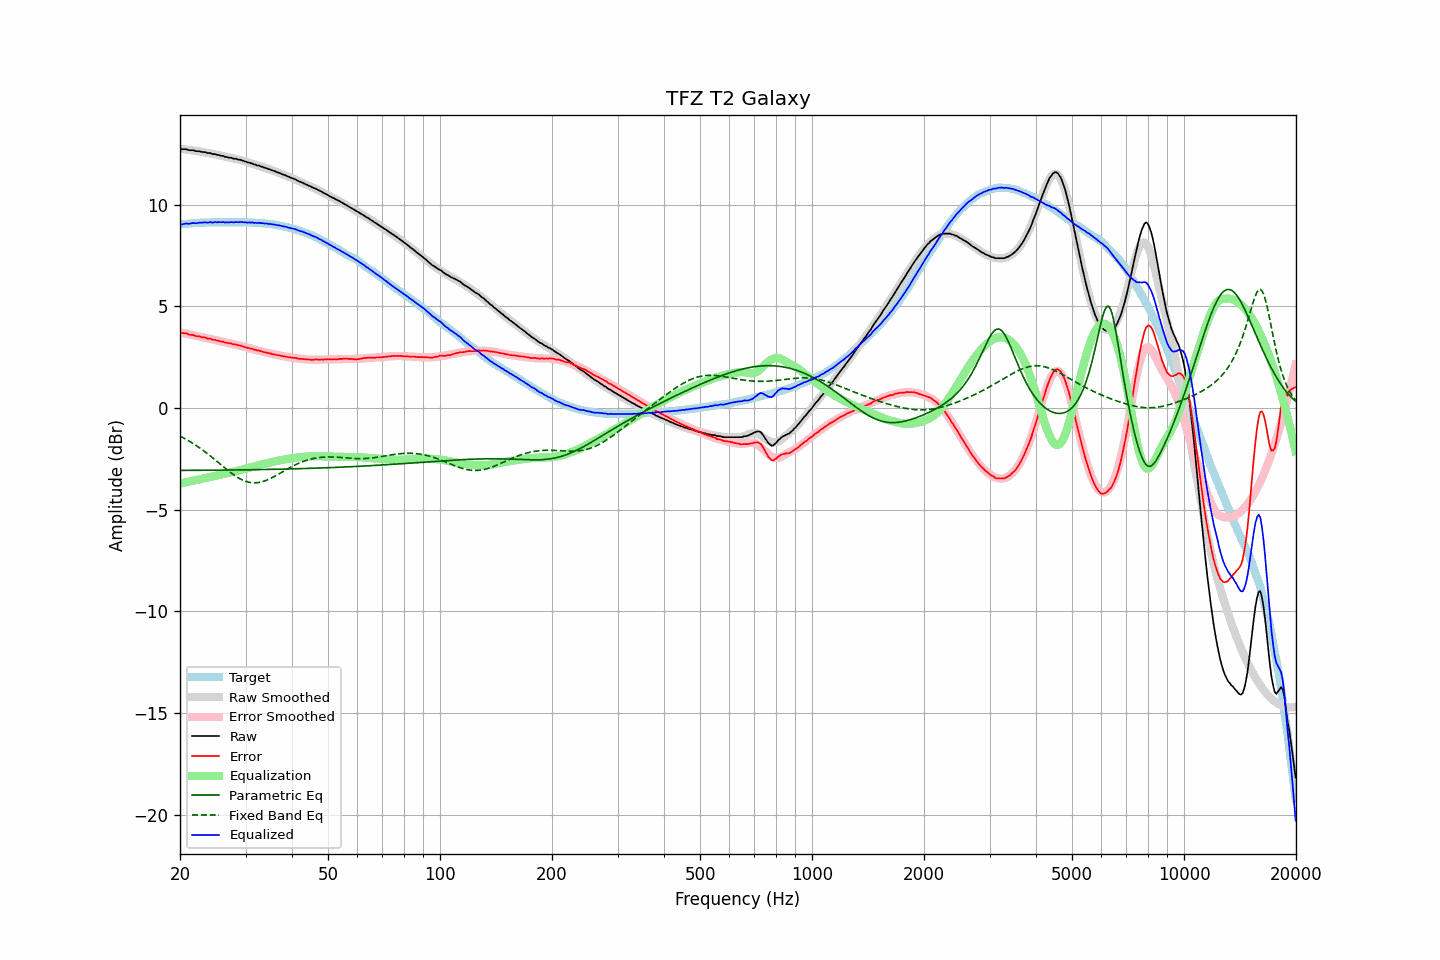 TFZ T2 Galaxy
Amplitude (dBr)
10
5
0
−5
−10
−15
−20
Target
Raw Smoothed
Error Smoothed
Raw
Error
Equalization
Parametric Eq
Fixed Band Eq
Equalized
20 50 100 200 500 1000 2000 5000 10000 20000
Frequency (Hz)